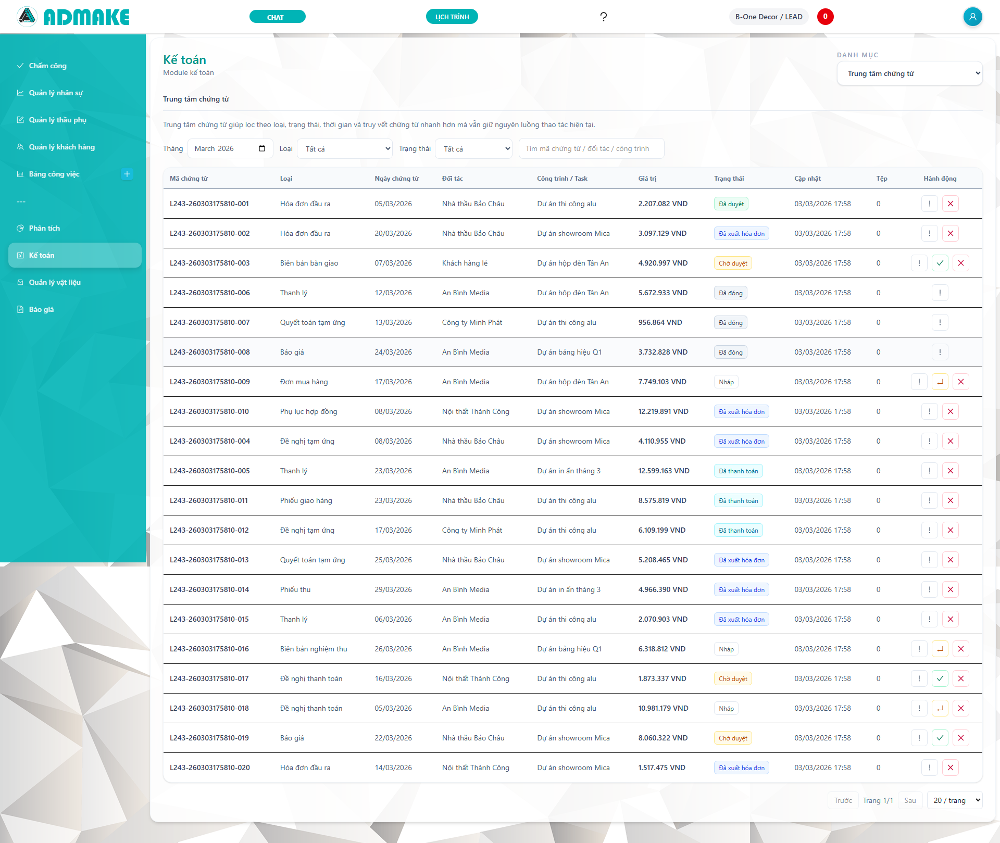 ADMAKE
CHAT
LỊCH TRÌNH
?
B-One Decor / LEAD
0
Chấm công
Quản lý nhân sự
Quản lý thầu phụ
Quản lý khách hàng
Bảng công việc
---
Phân tích
Kế toán
Quản lý vật liệu
Báo giá
Kế toán
Module kế toán
DANH MỤC
Trung tâm chứng từ
Trung tâm chứng từ
Trung tâm chứng từ giúp lọc theo loại, trạng thái, thời gian và truy vết chứng từ nhanh hơn mà vẫn giữ nguyên luồng thao tác hiện tại.
Tháng March 2026 Loại Tất cả Trạng thái Tất cả Tìm mã chứng từ / đối tác / công trình
Mã chứng từ Loại Ngày chứng từ Đối tác Công trình / Task Giá trị Trạng thái Cập nhật Tệp Hành động
L243-260303175810-001 Hóa đơn đầu ra 05/03/2026 Nhà thầu Bảo Châu Dự án thi công alu 2.207.082 VND Đã duyệt 03/03/2026 17:58 0 !
L243-260303175810-002 Hóa đơn đầu ra 20/03/2026 Nhà thầu Bảo Châu Dự án showroom Mica 3.097.129 VND Đã xuất hóa đơn 03/03/2026 17:58 0 !
L243-260303175810-003 Biên bản bàn giao 07/03/2026 Khách hàng lẻ Dự án hộp đèn Tân An 4.920.997 VND Chờ duyệt 03/03/2026 17:58 0 !
L243-260303175810-006 Thanh lý 12/03/2026 An Bình Media Dự án hộp đèn Tân An 5.672.933 VND Đã đóng 03/03/2026 17:58 0 !
L243-260303175810-007 Quyết toán tạm ứng 13/03/2026 Công ty Minh Phát Dự án thi công alu 956.864 VND Đã đóng 03/03/2026 17:58 0 !
L243-260303175810-008 Báo giá 24/03/2026 An Bình Media Dự án bảng hiệu Q1 3.732.828 VND Đã đóng 03/03/2026 17:58 0 !
L243-260303175810-009 Đơn mua hàng 17/03/2026 An Bình Media Dự án hộp đèn Tân An 7.749.103 VND Nháp 03/03/2026 17:58 0 !
L243-260303175810-010 Phụ lục hợp đồng 08/03/2026 Nội thất Thành Công Dự án showroom Mica 12.219.891 VND Đã xuất hóa đơn 03/03/2026 17:58 0 !
L243-260303175810-004 Đề nghị tạm ứng 08/03/2026 Nhà thầu Bảo Châu Dự án showroom Mica 4.110.955 VND Đã xuất hóa đơn 03/03/2026 17:58 0 !
L243-260303175810-005 Thanh lý 23/03/2026 An Bình Media Dự án in ấn tháng 3 12.599.163 VND Đã thanh toán 03/03/2026 17:58 0 !
L243-260303175810-011 Phiếu giao hàng 23/03/2026 Nhà thầu Bảo Châu Dự án thi công alu 8.575.819 VND Đã thanh toán 03/03/2026 17:58 0 !
L243-260303175810-012 Đề nghị tạm ứng 17/03/2026 Công ty Minh Phát Dự án thi công alu 6.109.199 VND Đã thanh toán 03/03/2026 17:58 0 !
L243-260303175810-013 Quyết toán tạm ứng 25/03/2026 Nhà thầu Bảo Châu Dự án showroom Mica 5.208.465 VND Đã xuất hóa đơn 03/03/2026 17:58 0 !
L243-260303175810-014 Phiếu thu 29/03/2026 An Bình Media Dự án in ấn tháng 3 4.966.390 VND Đã xuất hóa đơn 03/03/2026 17:58 0 !
L243-260303175810-015 Thanh lý 06/03/2026 An Bình Media Dự án thi công alu 2.070.903 VND Đã xuất hóa đơn 03/03/2026 17:58 0 !
L243-260303175810-016 Biên bản nghiệm thu 26/03/2026 An Bình Media Dự án bảng hiệu Q1 6.318.812 VND Nháp 03/03/2026 17:58 0 !
L243-260303175810-017 Đề nghị thanh toán 16/03/2026 Nội thất Thành Công Dự án thi công alu 1.873.337 VND Chờ duyệt 03/03/2026 17:58 0 !
L243-260303175810-018 Đề nghị thanh toán 05/03/2026 An Bình Media Dự án thi công alu 10.981.179 VND Nháp 03/03/2026 17:58 0 !
L243-260303175810-019 Báo giá 22/03/2026 Nhà thầu Bảo Châu Dự án showroom Mica 8.060.322 VND Chờ duyệt 03/03/2026 17:58 0 !
L243-260303175810-020 Hóa đơn đầu ra 14/03/2026 Nội thất Thành Công Dự án showroom Mica 1.517.475 VND Đã xuất hóa đơn 03/03/2026 17:58 0 !
Trước Trang 1/1 Sau 20 / trang